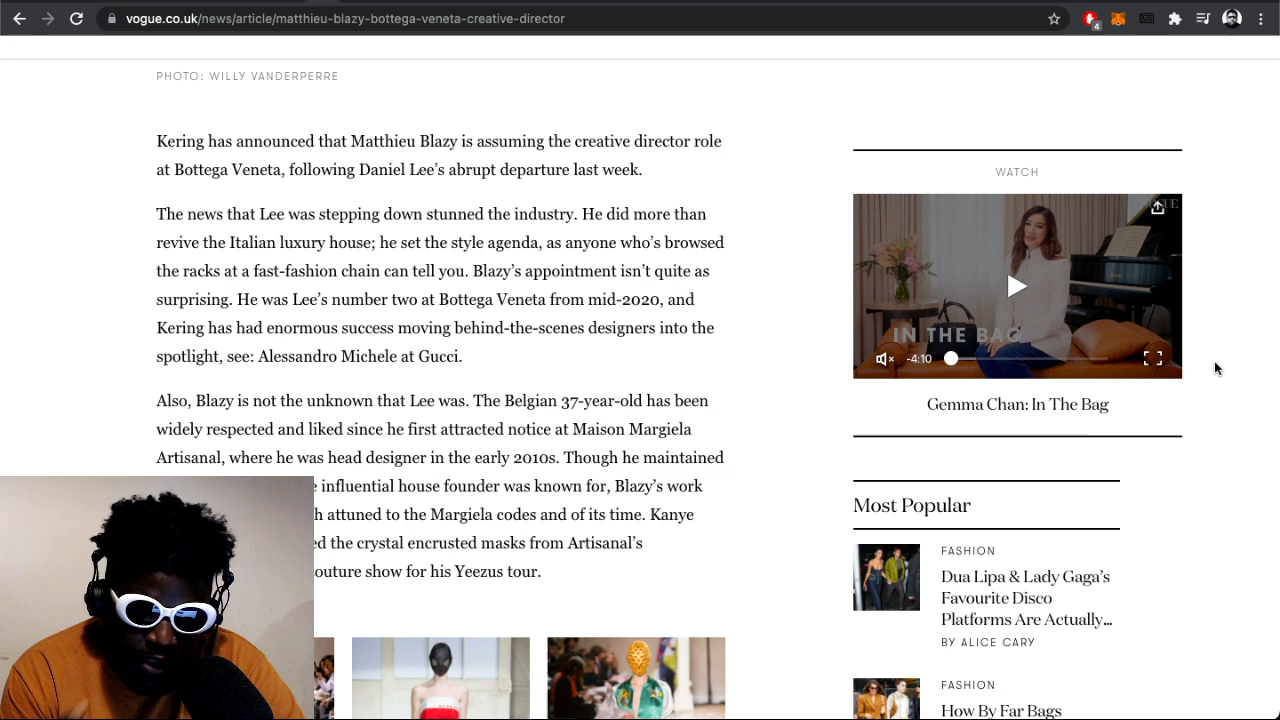 vogue.co.uk/news/article/matthieu-blazy-bottega-veneta-creative-director
4
PHOTO: WILLY VANDERPERRE
Kering has announced that Matthieu Blazy is assuming the creative director role
at Bottega Veneta, following Daniel Lee’s abrupt departure last week.
The news that Lee was stepping down stunned the industry. He did more than
revive the Italian luxury house; he set the style agenda, as anyone who’s browsed
the racks at a fast-fashion chain can tell you. Blazy’s appointment isn’t quite as
surprising. He was Lee’s number two at Bottega Veneta from mid-2020, and
Kering has had enormous success moving behind-the-scenes designers into the
spotlight, see: Alessandro Michele at Gucci.
Also, Blazy is not the unknown that Lee was. The Belgian 37-year-old has been
widely respected and liked since he first attracted notice at Maison Margiela
Artisanal, where he was head designer in the early 2010s. Though he maintained
influential house founder was known for, Blazy’s work
attuned to the Margiela codes and of its time. Kanye
the crystal encrusted masks from Artisanal’s
couture show for his Yeezus tour.
WATCH
IN THE BAG
-4:10
Gemma Chan: In The Bag
Most Popular
FASHION
Dua Lipa & Lady Gaga’s
Favourite Disco
Platforms Are Actually...
BY ALICE CARY
FASHION
How By Far Bags